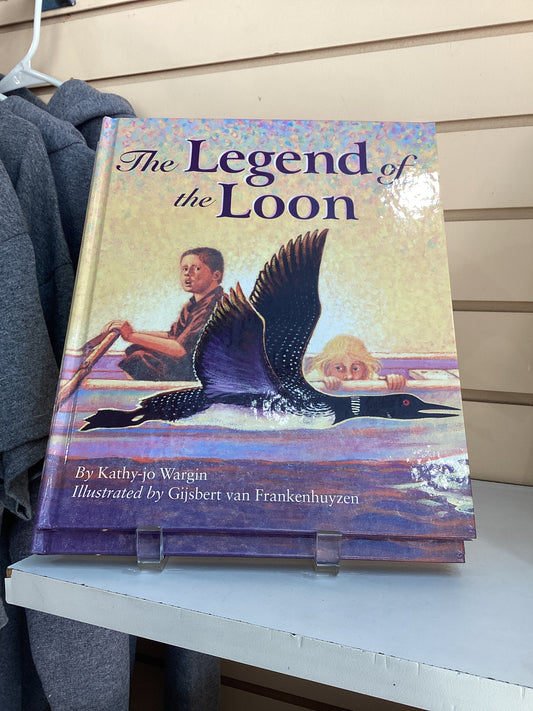 The Legend of
the Loon
By Kathy-jo Wargin
Illustrated by Gijsbert van Frankenhuyzen